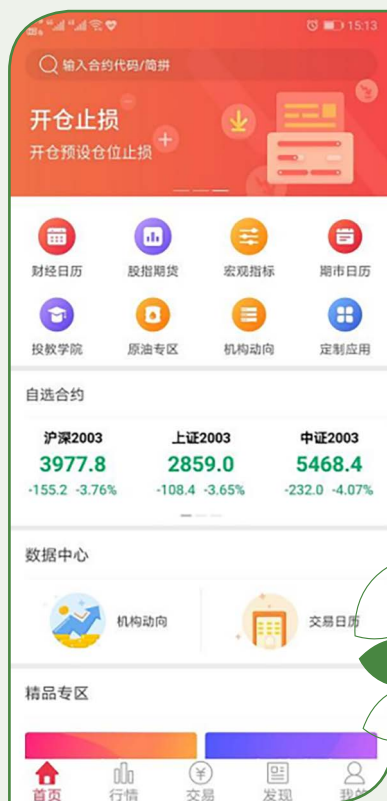 15:13
输入合约代码/简拼
开仓止损
开仓预设仓位止损
财经日历 股指期货 宏观指标 期市日历
投教学院 原油专区 机构动向 定制应用
自选合约
沪深2003 上证2003 中证2003
3977.8 2859.0 5468.4
-155.2 -3.76% -108.4 -3.65% -232.0 -4.07%
数据中心
机构动向 交易日历
精品专区
首页 行情 交易 发现 我的